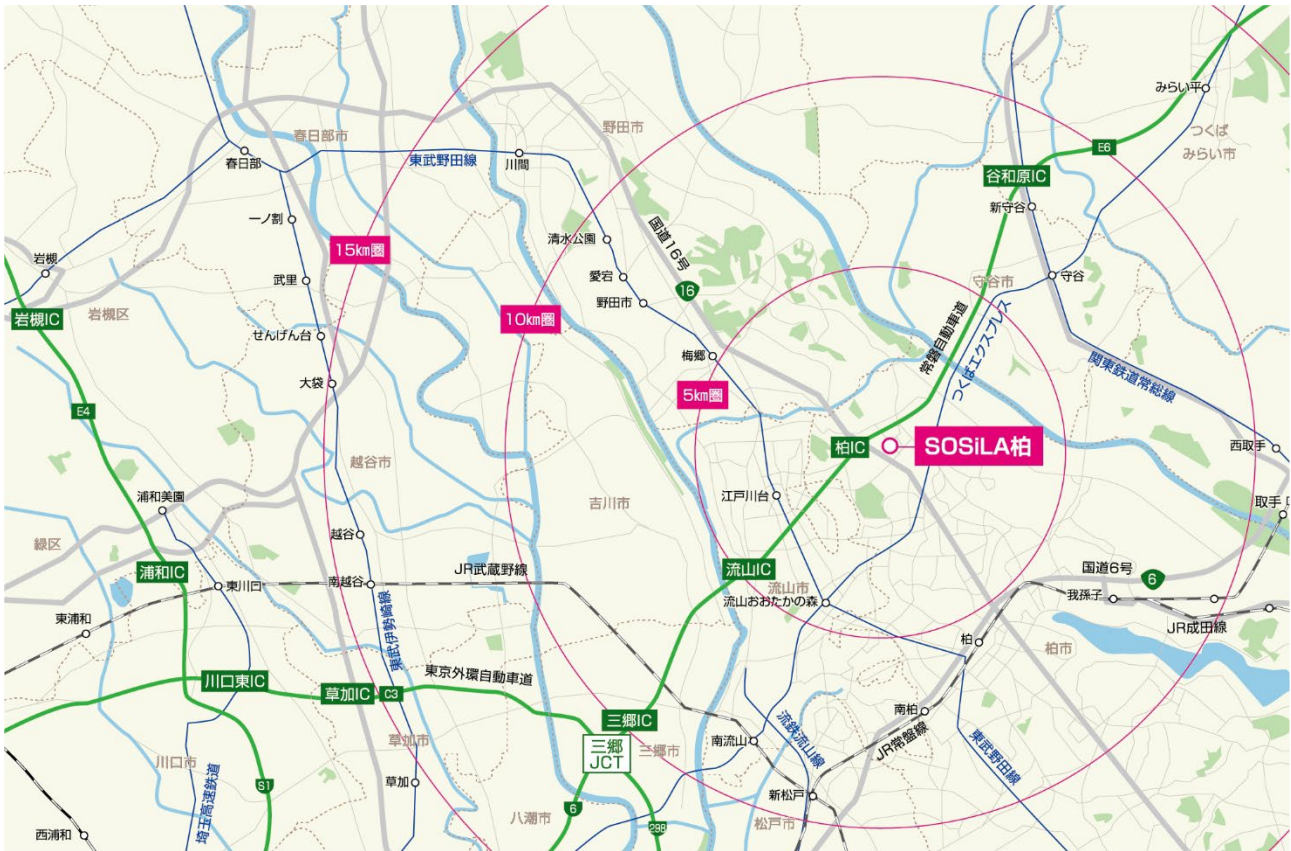 みらい平
野田市
春日部市
つくば
みらい市
E6
春日部
東武野田線
川間
谷和原IC
新守谷
一ノ割
清水公園
国道16号
15km圏
岩槻
武里
愛宕
守谷市
守谷
16
野田市
岩槻IC
岩槻区
10km圏
せんげん台
常磐自動車道
つくばエクスプレス
梅郷
関東鉄道常総線
大袋
5km圏
E4
柏IC
SOSiLA柏
西取手
越谷市
浦和美園
江戸川台
吉川市
取手
緑区
越谷
浦和IC
東川口
南越谷
JR武蔵野線
流山IC
流山市
国道6号
6
流山おおたかの森
我孫子
JR成田線
東浦和
東武伊勢崎線
柏
柏市
川口東IC
草加IC
C3
東京外環自動車道
三郷IC
南柏
草加市
三郷
JCT
三郷市
南流山
流鉄流山線
JR常盤線
東武野田線
川口市
S1
埼玉高速鉄道
草加
新松戸
6
298
八潮市
松戸市
西浦和